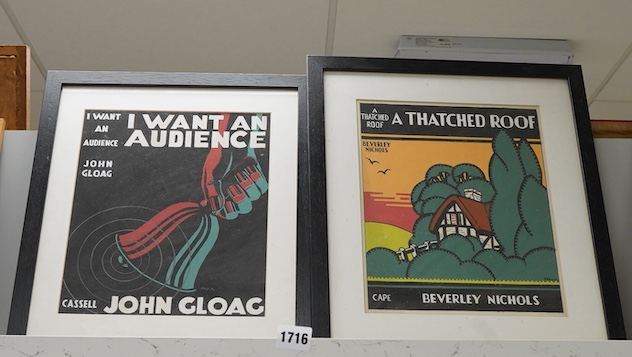 I WANT
AN
AUDIENCE
JOHN
GLOAG
I WANT AN
AUDIENCE
CASSELL
JOHN GLOAG
A
THATCHED
ROOF
A THATCHED ROOF
BEVERLEY
NICHOLS
CAPE
BEVERLEY NICHOLS
1716